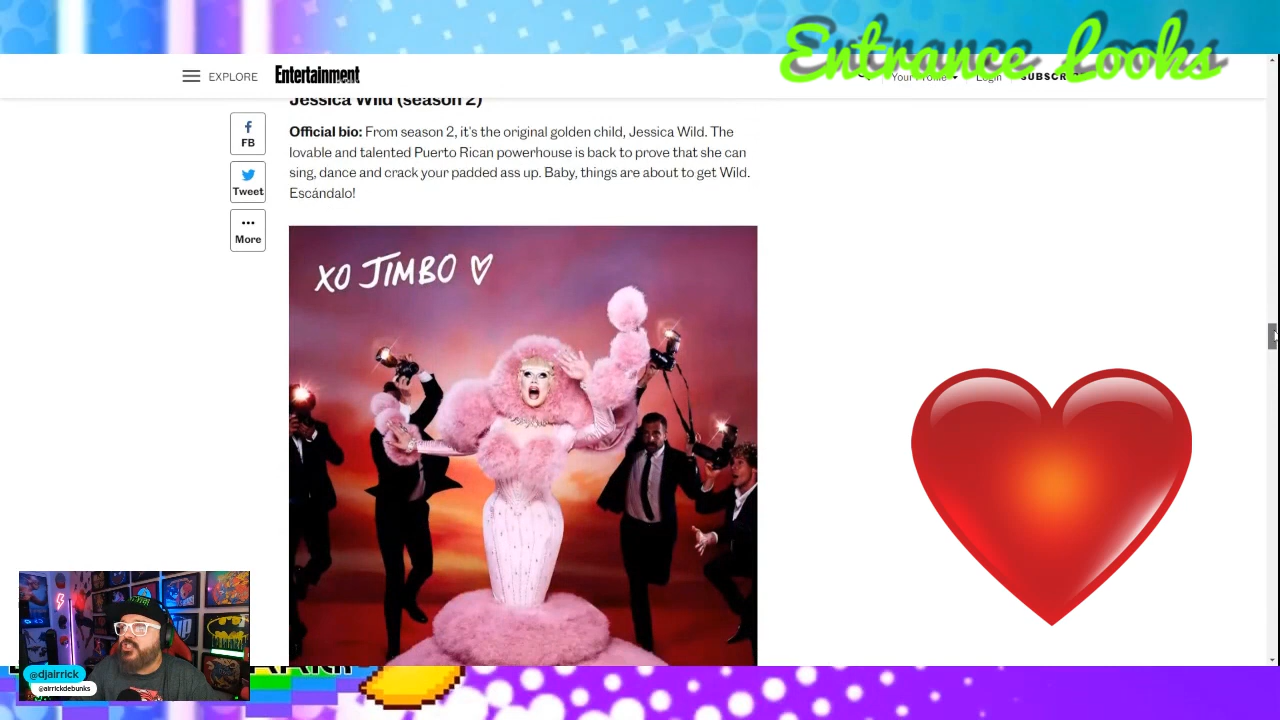 Entrance Looks
EXPLORE
Entertainment
Your Profile
Login
SUBSCRIBE
Jessica Wild (season 2)
FB
Tweet
More
Official bio: From season 2, it's the original golden child, Jessica Wild. The
lovable and talented Puerto Rican powerhouse is back to prove that she can
sing, dance and crack your padded ass up. Baby, things are about to get Wild.
Escándalo!
XO JIMBO
@djairrick
@airrickdebunks